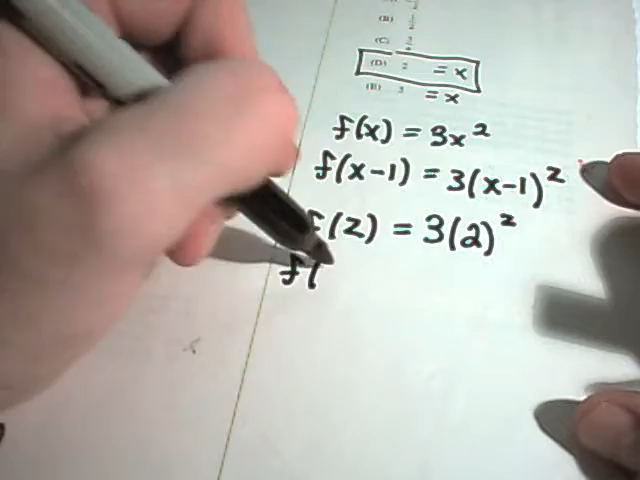 (B)
(C)
(D) 2 = x
(E) 3 = x
f(x) = 3x²
f(x-1) = 3(x-1)²
f(2) = 3(2)²
f(